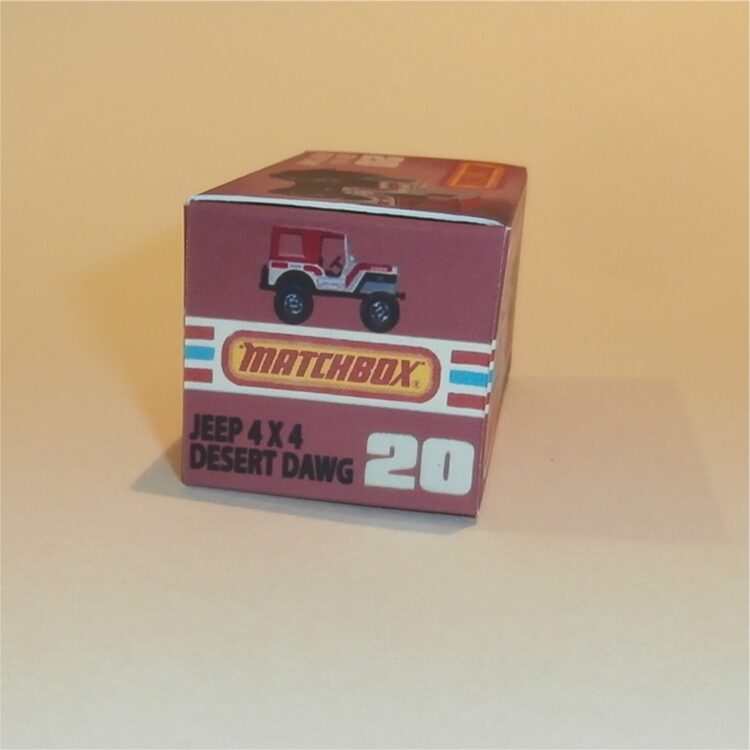 "MATCHBOX"
JEEP 4 X 4
DESERT DAWG
20